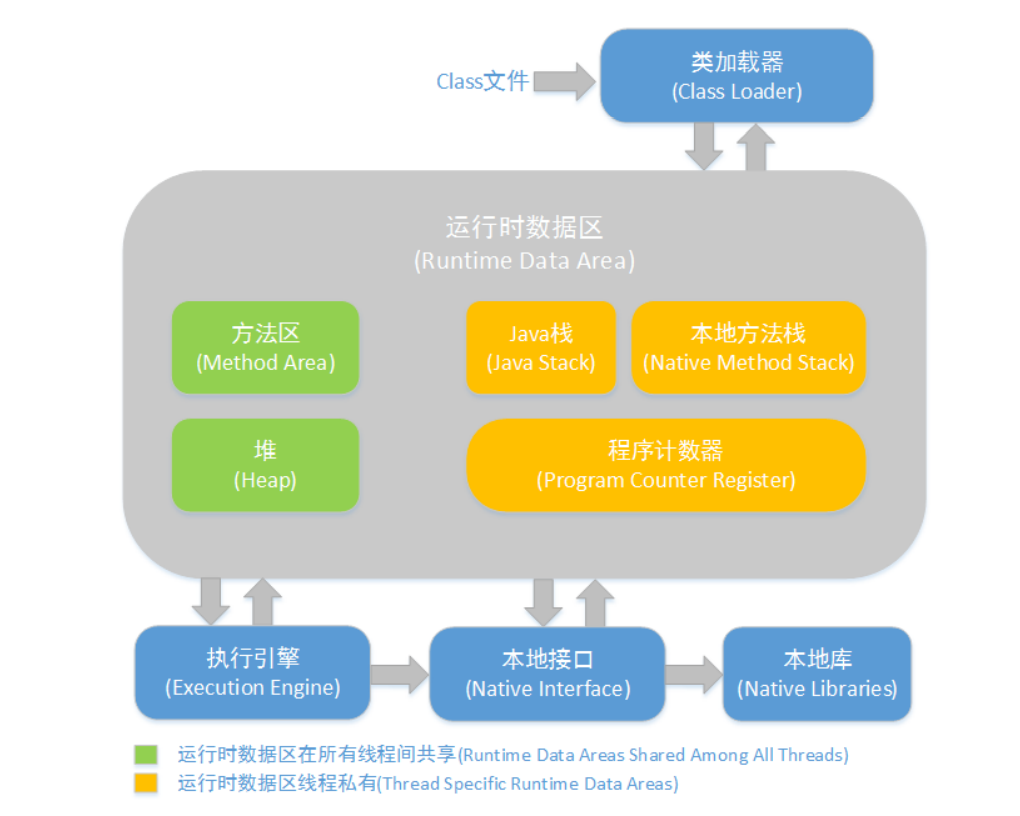 Class文件
类加载器
(Class Loader)
运行时数据区
(Runtime Data Area)
方法区
(Method Area)
Java栈
(Java Stack)
本地方法栈
(Native Method Stack)
堆
(Heap)
程序计数器
(Program Counter Register)
执行引擎
(Execution Engine)
本地接口
(Native Interface)
本地库
(Native Libraries)
运行时数据区在所有线程间共享(Runtime Data Areas Shared Among All Threads)
运行时数据区线程私有(Thread Specific Runtime Data Areas)